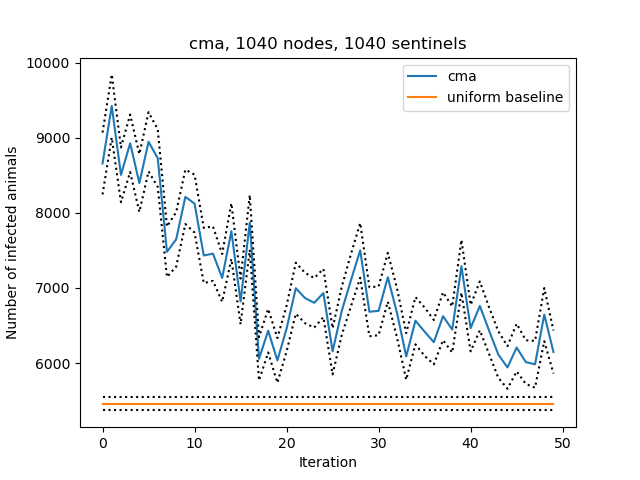 cma, 1040 nodes, 1040 sentinels
cma
uniform baseline
Number of infected animals
10000
9000
8000
7000
6000
0 10 20 30 40 50
Iteration